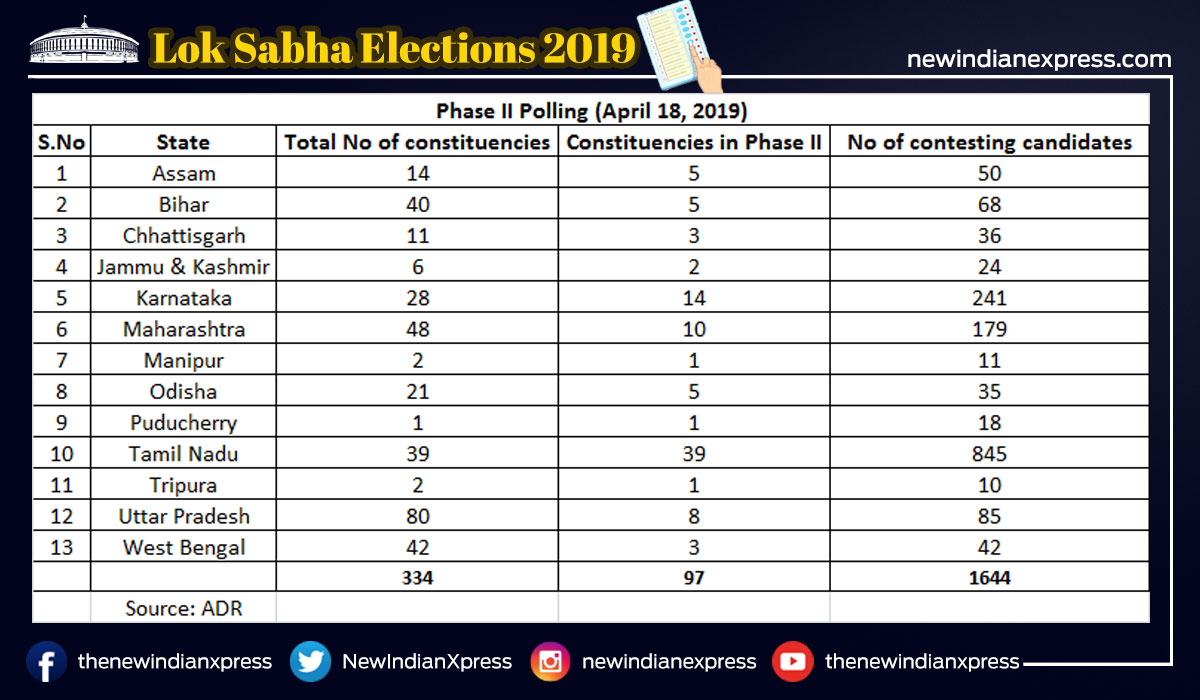 Lok Sabha Elections 2019
newindianexpress.com
Phase II Polling (April 18, 2019)
S.No State Total No of constituencies Constituencies in Phase II No of contesting candidates
1 Assam 14 5 50
2 Bihar 40 5 68
3 Chhattisgarh 11 3 36
4 Jammu & Kashmir 6 2 24
5 Karnataka 28 14 241
6 Maharashtra 48 10 179
7 Manipur 2 1 11
8 Odisha 21 5 35
9 Puducherry 1 1 18
10 Tamil Nadu 39 39 845
11 Tripura 2 1 10
12 Uttar Pradesh 80 8 85
13 West Bengal 42 3 42
334 97 1644
Source: ADR
thenewindianxpress NewIndianXpress newindianexpress thenewindianxpress